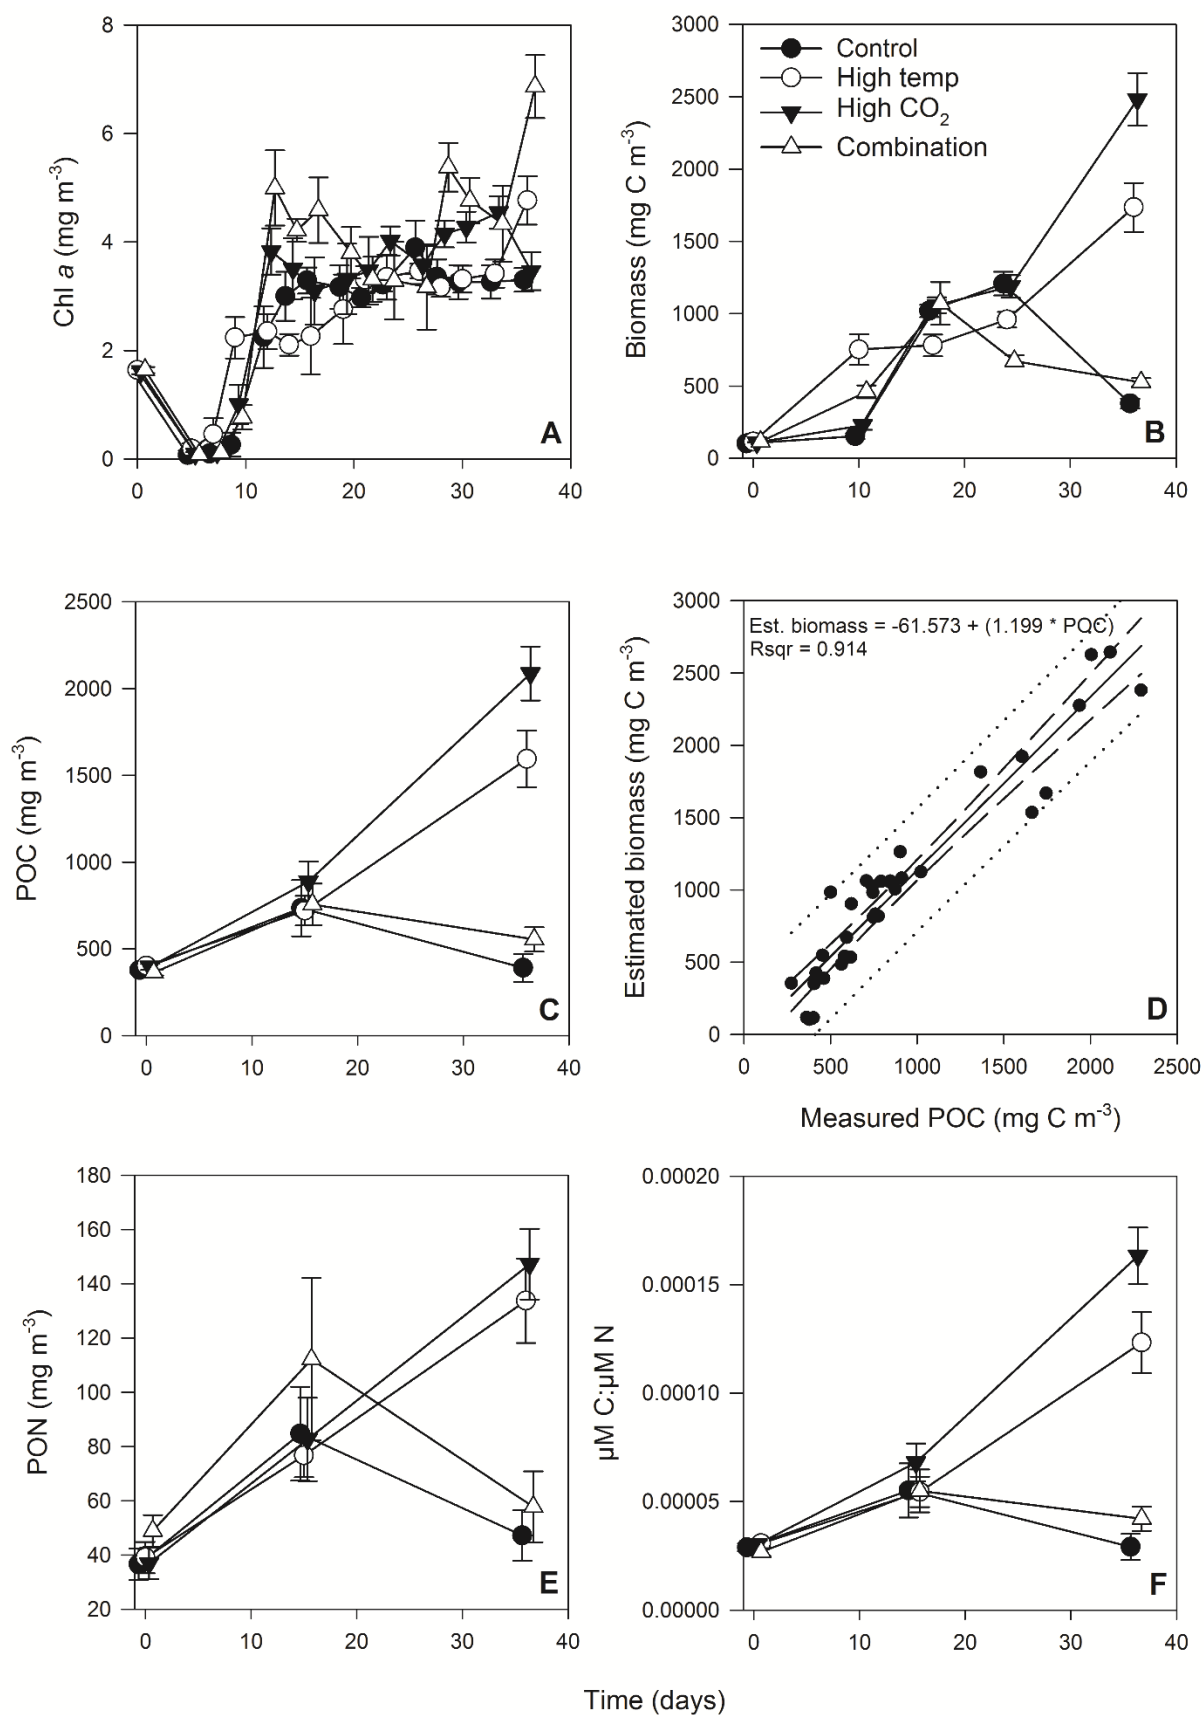 8
6
4
2
0
Chl a (mg m-3)
A
0 10 20 30 40
3000
2500
2000
1500
1000
500
0
Biomass (mg C m-3)
Control
High temp
High CO2
Combination
B
0 10 20 30 40
2500
2000
1500
1000
500
0
POC (mg m-3)
C
0 10 20 30 40
3000
2500
2000
1500
1000
500
0
Estimated biomass (mg C m-3)
Est. biomass = -61.573 + (1.199 * POC)
Rsqr = 0.914
D
0 500 1000 1500 2000 2500
Measured POC (mg C m-3)
180
160
140
120
100
80
60
40
20
PON (mg m-3)
E
0 10 20 30 40
0.00020
0.00015
0.00010
0.00005
0.00000
µM C:µM N
F
0 10 20 30 40
Time (days)